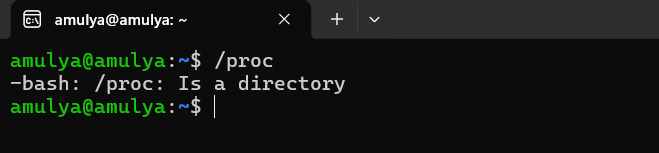 amulya@amulya: ~
amulya@amulya:~$ /proc
-bash: /proc: Is a directory
amulya@amulya:~$